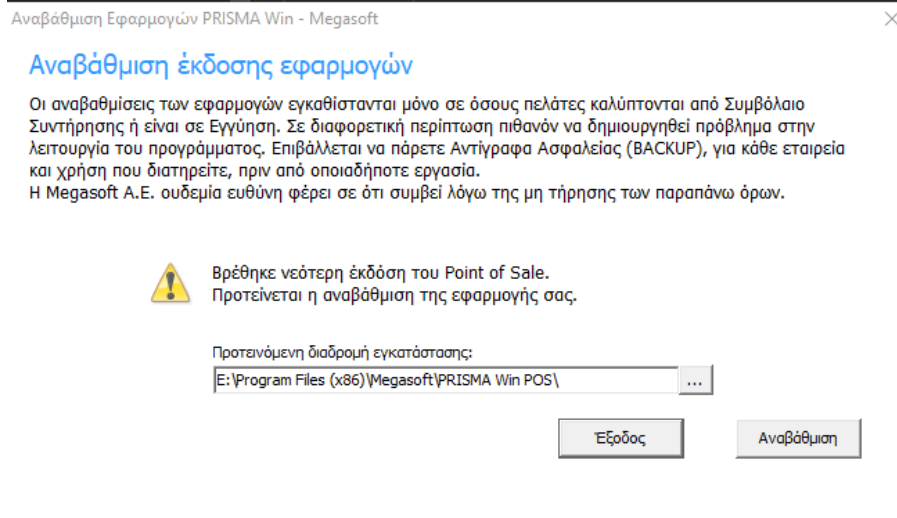 Αναβάθμιση Εφαρμογών PRISMA Win - Megasoft
Αναβάθμιση έκδοσης εφαρμογών
Οι αναβαθμίσεις των εφαρμογών εγκαθίστανται μόνο σε όσους πελάτες καλύπτονται από Συμβόλαιο
Συντήρησης ή είναι σε Εγγύηση. Σε διαφορετική περίπτωση πιθανόν να δημιουργηθεί πρόβλημα στην
λειτουργία του προγράμματος. Επιβάλλεται να πάρετε Αντίγραφα Ασφαλείας (BACKUP), για κάθε εταιρεία
και χρήση που διατηρείτε, πριν από οποιαδήποτε εργασία.
Η Megasoft Α.Ε. ουδεμία ευθύνη φέρει σε ότι συμβεί λόγω της μη τήρησης των παραπάνω όρων.
Βρέθηκε νεότερη έκδόση του Point of Sale.
Προτείνεται η αναβάθμιση της εφαρμογής σας.
Προτεινόμενη διαδρομή εγκατάστασης:
E:\Program Files (x86)\Megasoft\PRISMA Win POS\
...
Έξοδος
Αναβάθμιση